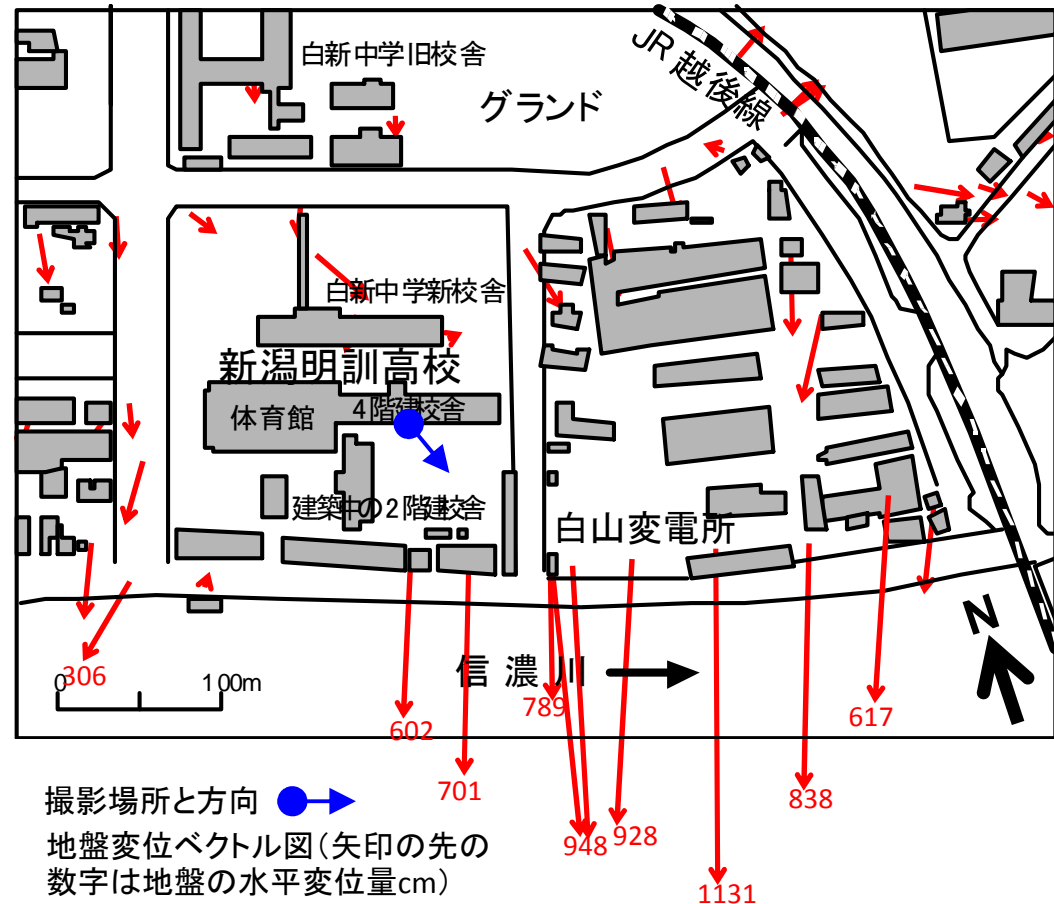 白新中学旧校舎
グランド
JR越後線
白新中学新校舎
新潟明訓高校
体育館
4階建校舎
建築中の2階建校舎
白山変電所
信濃川
N
0
100m
306
602
701
789
948
928
1131
838
617
撮影場所と方向
地盤変位ベクトル図(矢印の先の
数字は地盤の水平変位量cm)